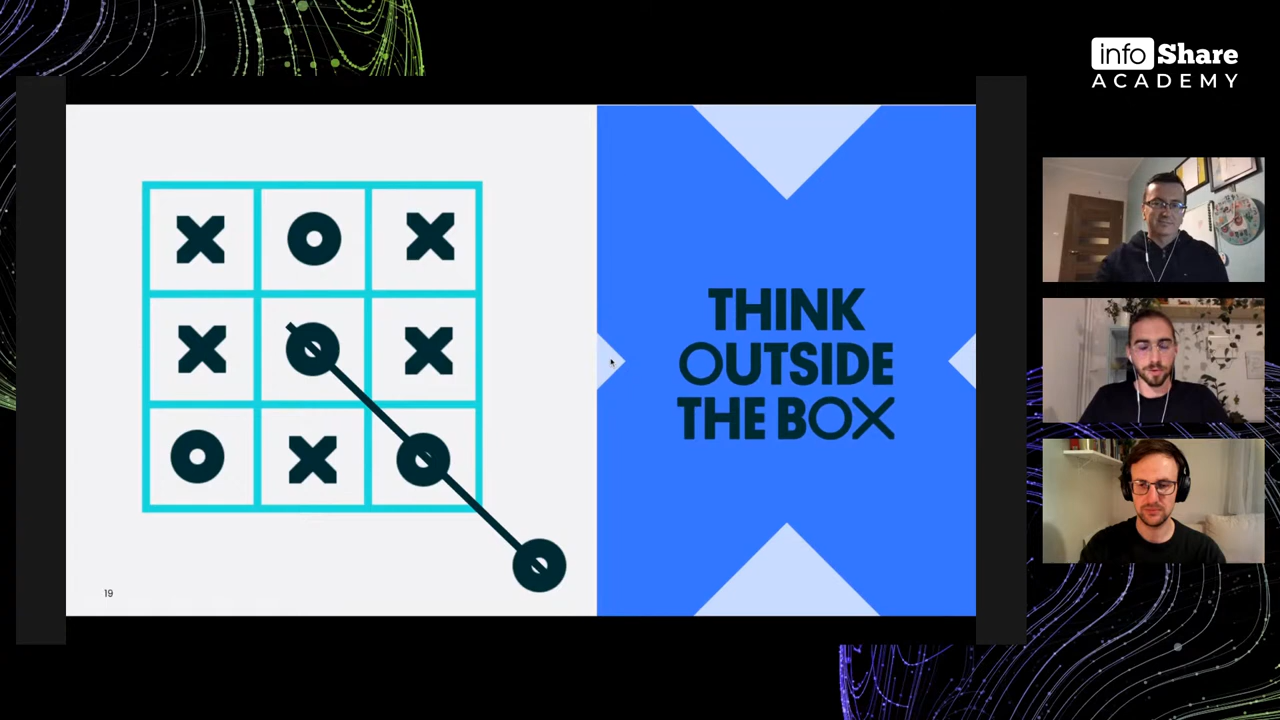 info Share
ACADEMY
X O X
X O X
O X O
O
THINK
OUTSIDE
THE BOX
19